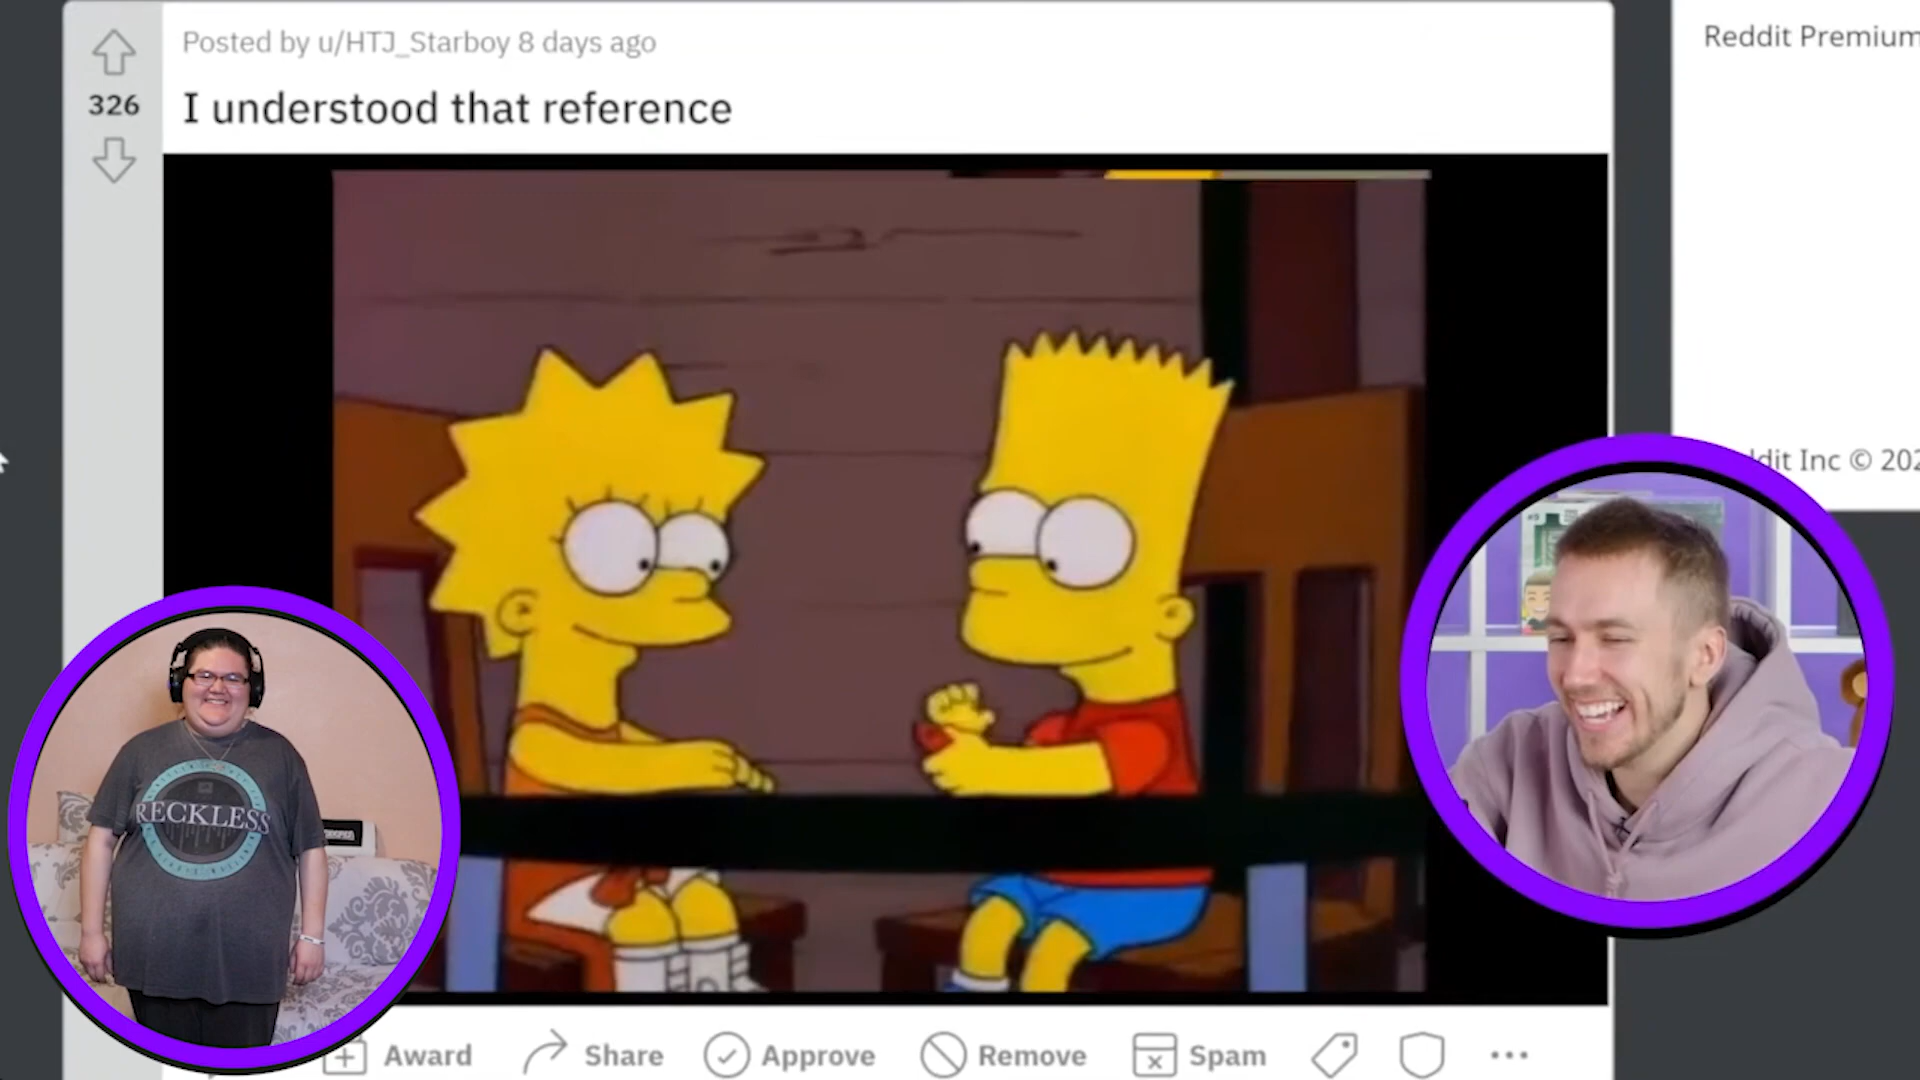 Posted by u/HTJ_Starboy 8 days ago
Reddit Premium
326
I understood that reference
Inc © 202
RECKLESS
Award
Share
Approve
Remove
Spam